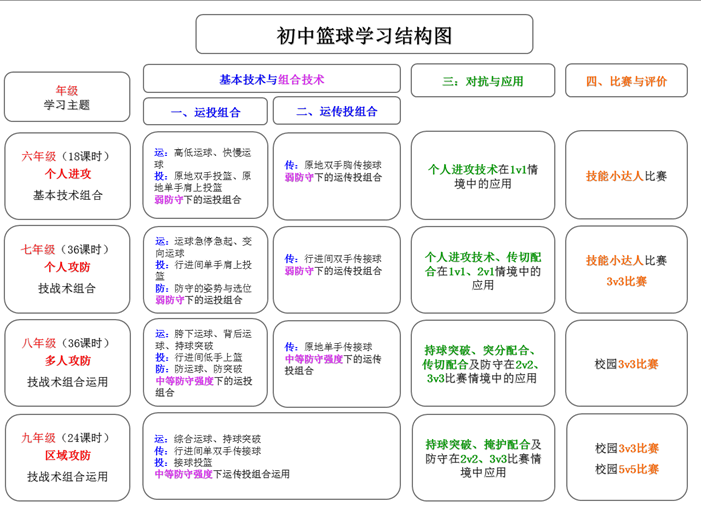 初中篮球学习结构图
年级
学习主题
基本技术与组合技术
一、运投组合
二、运传投组合
三：对抗与应用
四、比赛与评价
六年级（18课时）
个人进攻
基本技术组合
运：高低运球、快慢运
球
投：原地双手投篮、原
地单手肩上投篮
弱防守下的运投组合
传：原地双手胸传接球
弱防守下的运传投组合
个人进攻技术在1v1情
境中的应用
技能小达人比赛
七年级（36课时）
个人攻防
技战术组合
运：运球急停急起、变
向运球
投：行进间单手肩上投
篮
防：防守的姿势与选位
弱防守下的运投组合
传：行进间双手传接球
弱防守下的运传投组合
个人进攻技术、传切配
合在1v1、2v1情境中的
应用
技能小达人比赛
3v3比赛
八年级（36课时）
多人攻防
技战术组合运用
运：胯下运球、背后运
球、持球突破
投：行进间低手上篮
防：防运球、防突破
中等防守强度下的运投
组合
传：原地单手传接球
中等防守强度下的运传
投组合
持球突破、突分配合、
传切配合及防守在2v2、
3v3比赛情境中的应用
校园3v3比赛
九年级（24课时）
区域攻防
技战术组合运用
运：综合运球、持球突破
传：行进间单双手传接球
投：接球投篮
中等防守强度下运传投组合运用
持球突破、掩护配合及
防守在2v2、3v3比赛情
境中应用
校园3v3比赛
校园5v5比赛